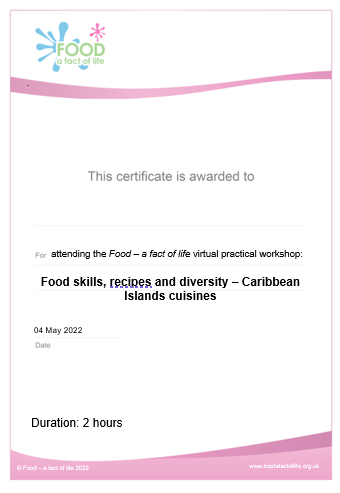 FOOD
a fact of life
This certificate is awarded to
For attending the Food – a fact of life virtual practical workshop:
Food skills, recipes and diversity – Caribbean
Islands cuisines
04 May 2022
Date
Duration: 2 hours
© Food – a fact of life 2022
www.foodafactoflife.org.uk